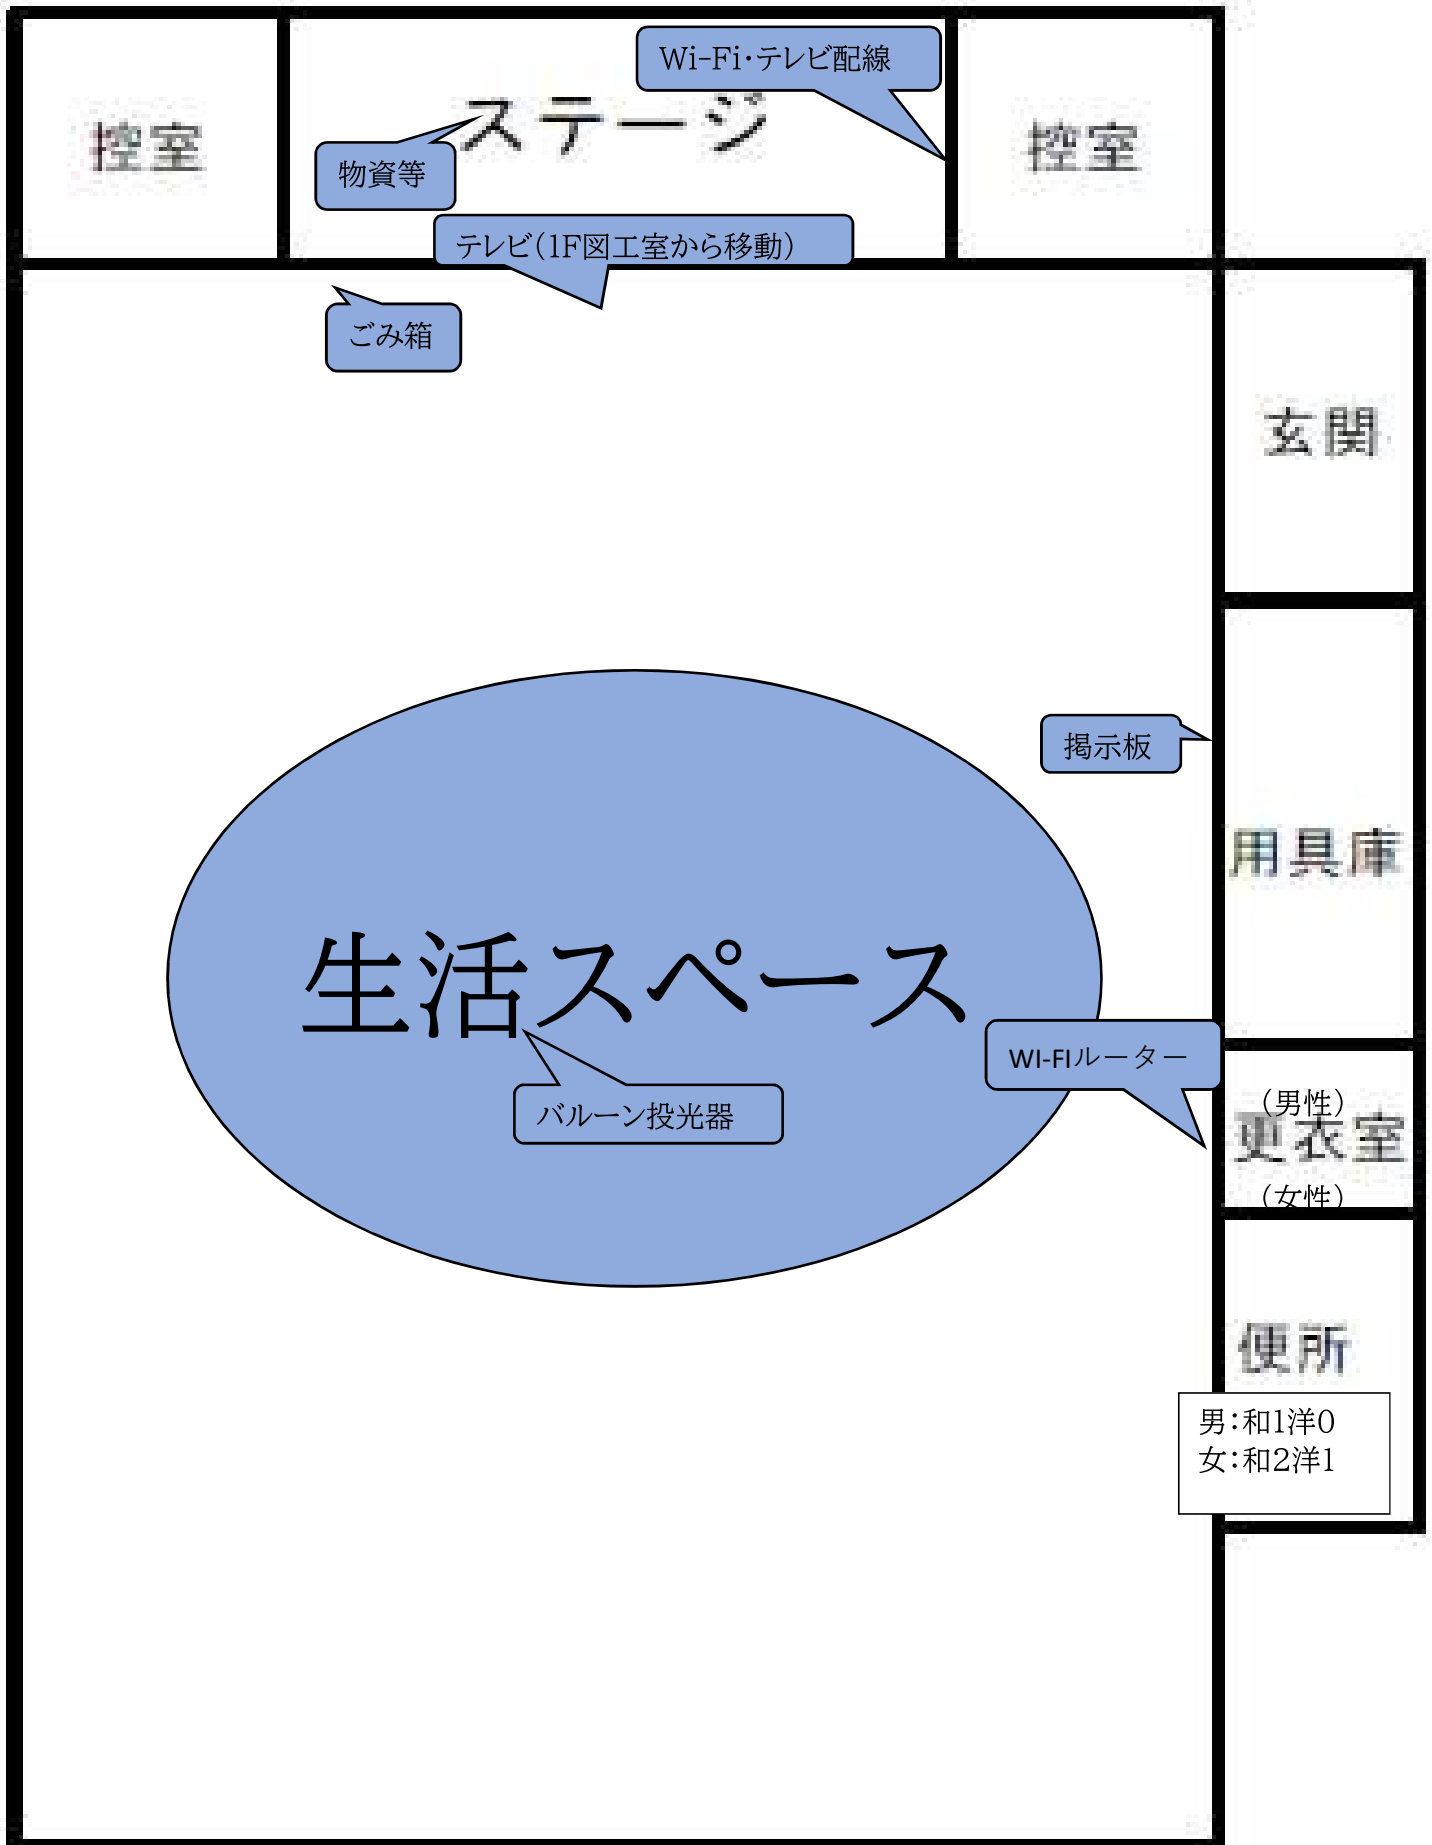 Wi-Fi・テレビ配線
控室
ステージ
控室
物資等
テレビ（1F図工室から移動）
ごみ箱
玄関
掲示板
用具庫
生活スペース
WI-FIルーター
バルーン投光器
（男性）
更衣室
（女性）
便所
男：和1洋0
女：和2洋1